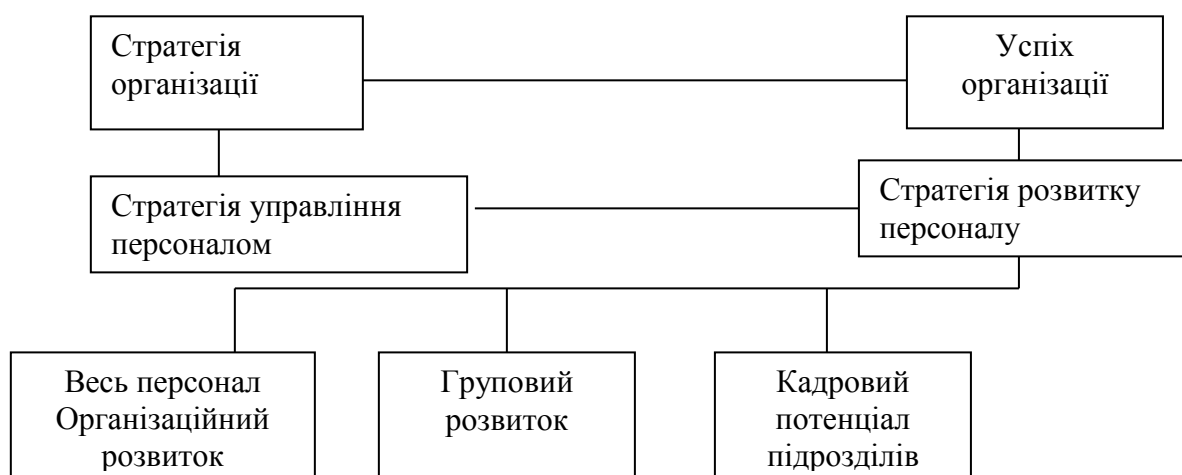 Стратегія
організації
Успіх
організації
Стратегія управління
персоналом
Стратегія розвитку
персоналу
Весь персонал
Організаційний
розвиток
Груповий
розвиток
Кадровий
потенціал
підрозділів